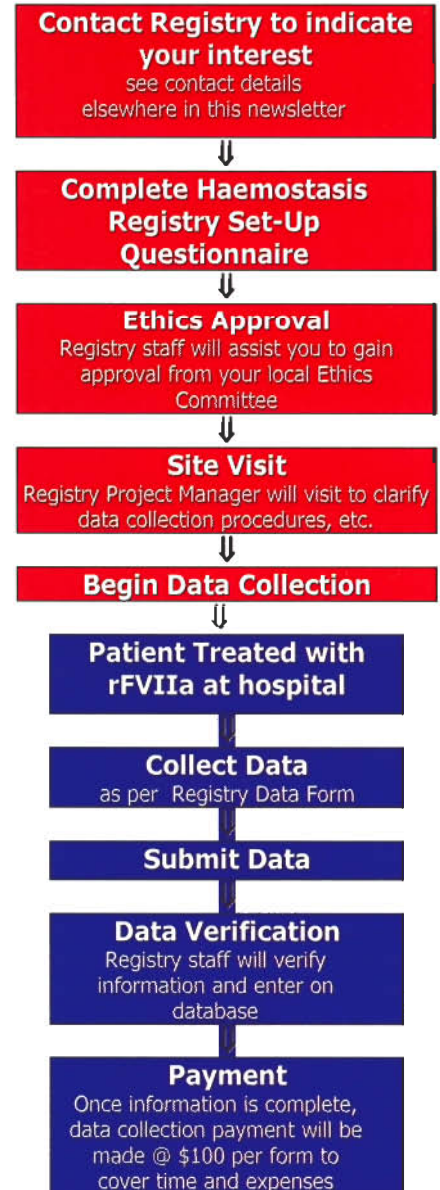 Contact Registry to indicate
your interest
see contact details
elsewhere in this newsletter
Complete Haemostasis
Registry Set-Up
Questionnaire
Ethics Approval
Registry staff will assist you to gain
approval from your local Ethics
Committee
Site Visit
Registry Project Manager will visit to clarify
data collection procedures, etc.
Begin Data Collection
Patient Treated with
rFVIIa at hospital
Collect Data
as per Registry Data Form
Submit Data
Data Verification
Registry staff will verify
information and enter on
database
Payment
Once information is complete,
data collection payment will be
made @ $100 per form to
cover time and expenses